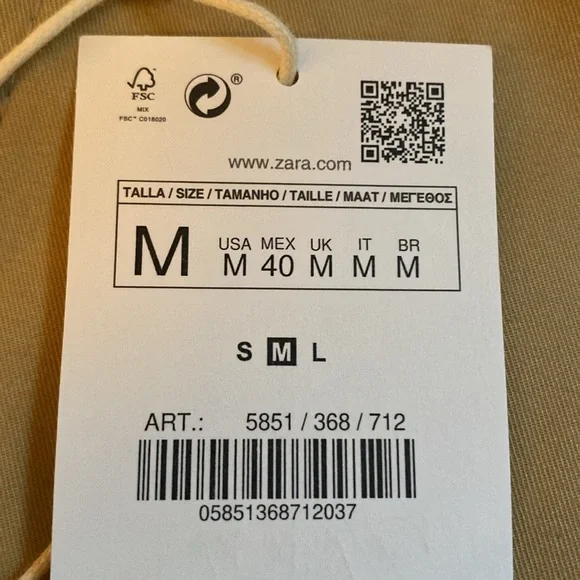 FSC
MIX
FSC™ C018020
®
www.zara.com
TALLA / SIZE / TAMANHO / TAILLE / MAAT / ΜΕΓΕΘΟΣ
M
USA MEX UK IT BR
M 40 M M M
S M L
ART.: 5851 / 368 / 712
05851368712037